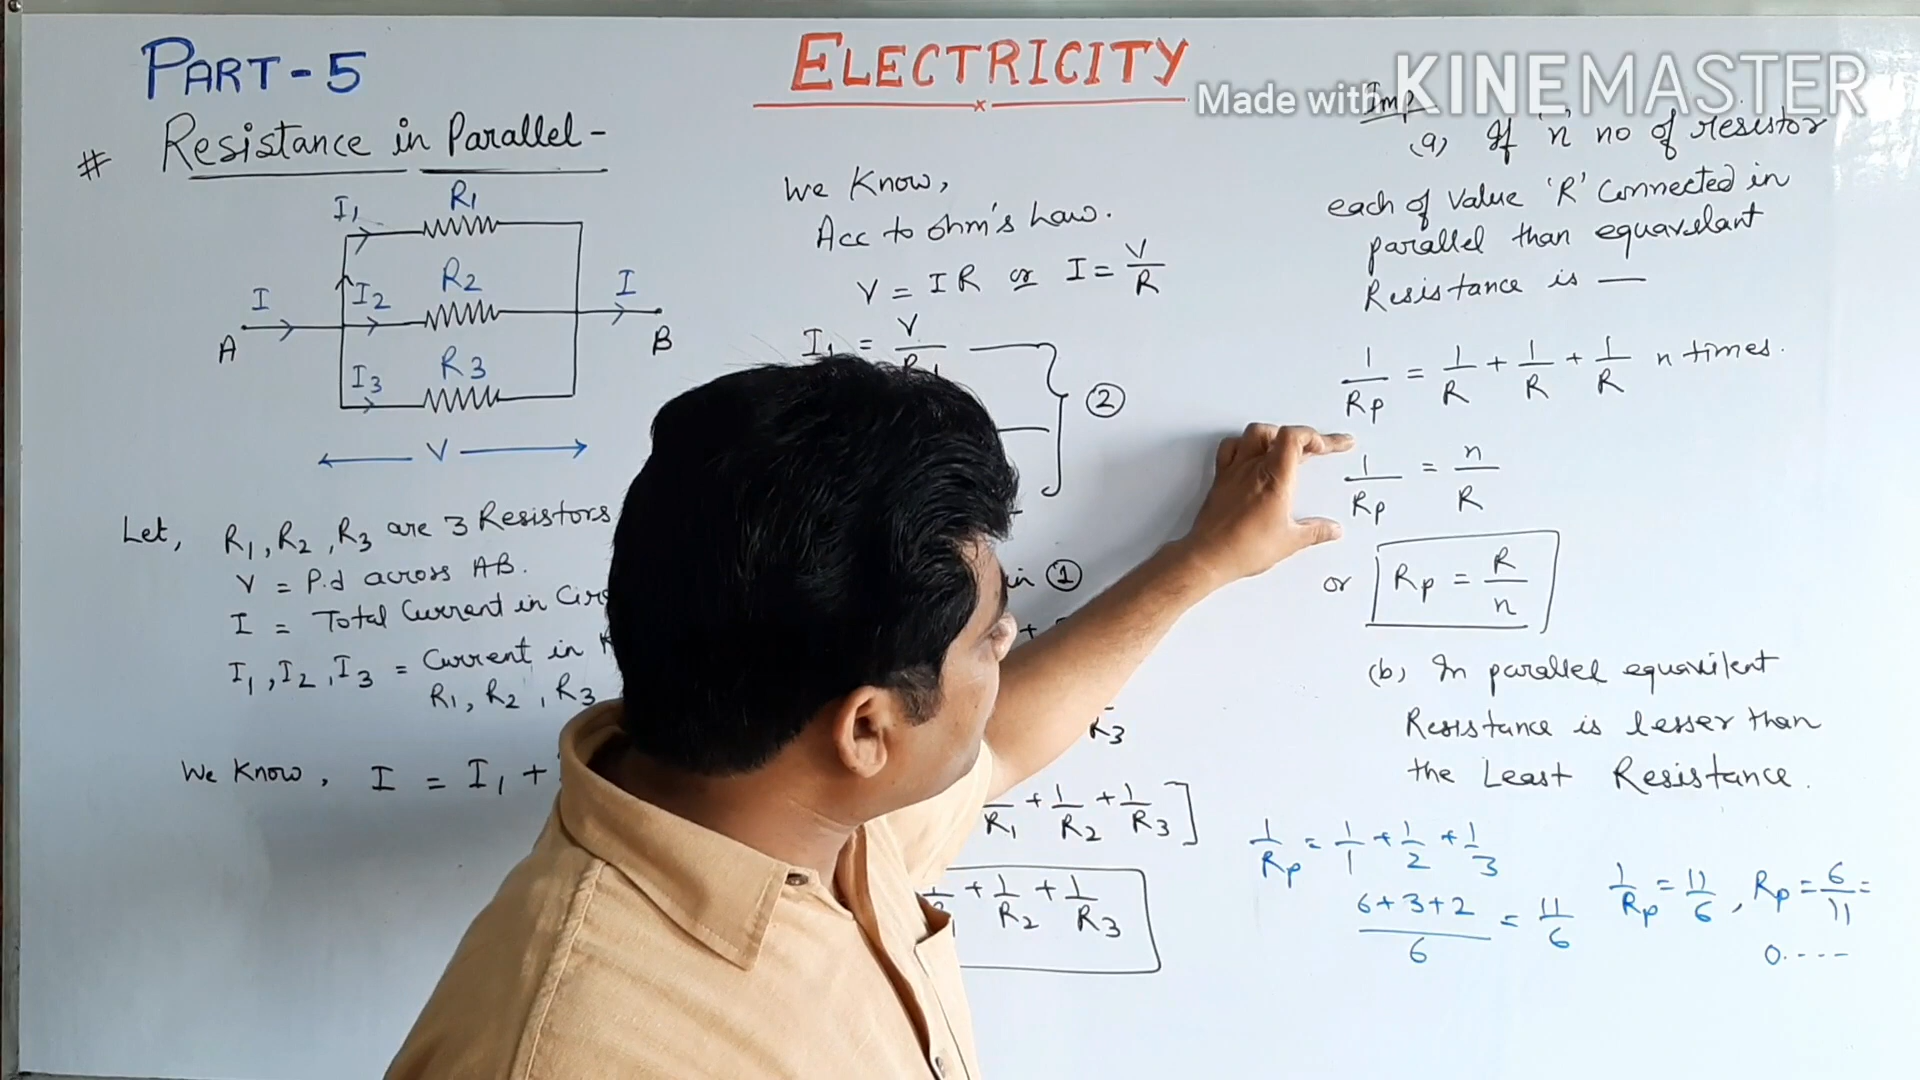 PART-5
ELECTRICITY
Made with KINEMASTER
# Resistance in Parallel-
I1 R1
I I2 R2 I
A B
I3 R3
V
Let, R1, R2, R3 are 3 Resistors
V = P.d across AB.
I = Total Current in
I1, I2, I3 = Current in
R1, R2, R3
We Know, I = I1 +
We Know,
Acc to ohm's Law.
V = IR or I = V/R
I1 = V/
②
in ①
R3
R1 + 1/R2 + 1/R3]
+ 1/R2 + 1/R3
Imp
(a) If 'n' no of resistor
each of value 'R' Connected in
parallel than equavelant
Resistance is —
1/Rp = 1/R + 1/R + 1/R n times.
1/Rp = n/R
or Rp = R/n
(b) In parallel equavilent
Resistance is lesser than
the Least Resistance.
1/Rp = 1/1 + 1/2 + 1/3
6+3+2/6 = 11/6
1/Rp = 11/6, Rp = 6/11 =
0.----